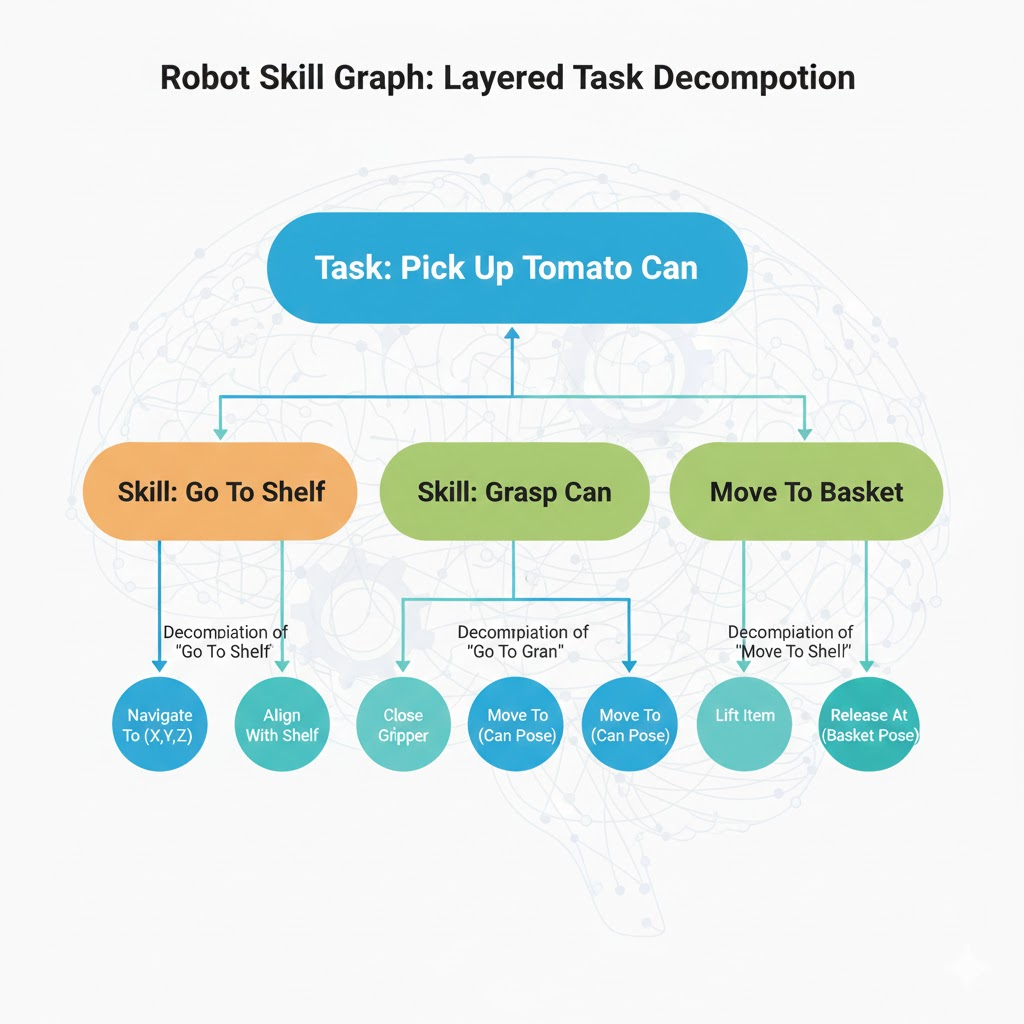 Robot Skill Graph: Layered Task Decompotion
Task: Pick Up Tomato Can
Skill: Go To Shelf
Skill: Grasp Can
Move To Basket
Decompiation of
"Go To Shelf'
Decompiation of
"Go To Gran"
Decompiation of
"Move To Shelf"
Navigate
To (X,Y,Z)
Align
With Shelf
Close
Gripper
Move To
(Can Pose)
Move To
(Can Pose)
Lift Item
Release At
(Basket Pose)